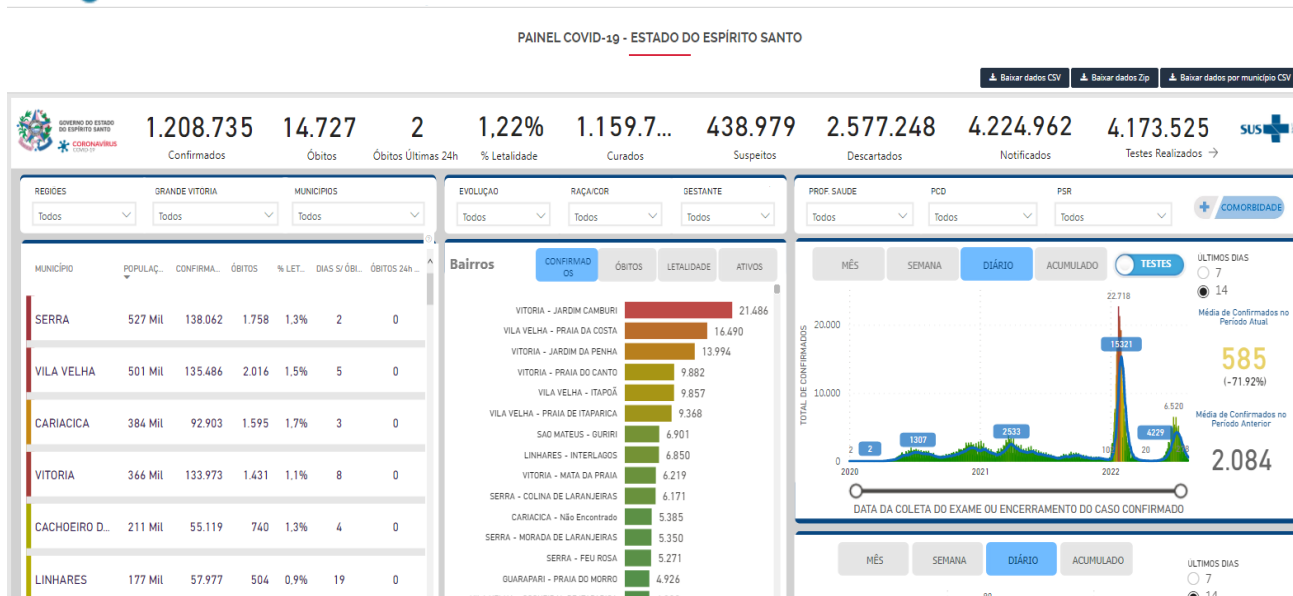 PAINEL COVID-19 - ESTADO DO ESPÍRITO SANTO
Baixar dados CSV
Baixar dados Zip
Baixar dados por município CSV
GOVERNO DO ESTADO
DO ESPÍRITO SANTO
CORONAVÍRUS
COVID-19
1.208.735
Confirmados
14.727
Óbitos
2
Óbitos Últimas 24h
1,22%
% Letalidade
1.159.7...
Curados
438.979
Suspeitos
2.577.248
Descartados
4.224.962
Notificados
4.173.525
Testes Realizados →
SUS
REGIÕES
Todos
GRANDE VITORIA
Todos
MUNICIPIOS
Todos
EVOLUÇAO
Todos
RAÇA/COR
Todos
GESTANTE
Todos
PROF. SAUDE
Todos
PCD
Todos
PSR
Todos
+ COMORBIDADE
MUNICÍPIO POPULAÇ... CONFIRMA... ÓBITOS % LET... DIAS S/ ÓBI... ÓBITOS 24h ...
SERRA 527 Mil 138.062 1.758 1,3% 2 0
VILA VELHA 501 Mil 135.486 2.016 1,5% 5 0
CARIACICA 384 Mil 92.903 1.595 1,7% 3 0
VITORIA 366 Mil 133.973 1.431 1,1% 8 0
CACHOEIRO D... 211 Mil 55.119 740 1,3% 4 0
LINHARES 177 Mil 57.977 504 0,9% 19 0
Bairros
CONFIRMAD
OS
ÓBITOS
LETALIDADE
ATIVOS
VITORIA - JARDIM CAMBURI 21.486
VILA VELHA - PRAIA DA COSTA 16.490
VITORIA - JARDIM DA PENHA 13.994
VITORIA - PRAIA DO CANTO 9.882
VILA VELHA - ITAPOÃ 9.857
VILA VELHA - PRAIA DE ITAPARICA 9.368
SAO MATEUS - GURIRI 6.901
LINHARES - INTERLAGOS 6.850
VITORIA - MATA DA PRAIA 6.219
SERRA - COLINA DE LARANJEIRAS 6.171
CARIACICA - Não Encontrado 5.385
SERRA - MORADA DE LARANJEIRAS 5.350
SERRA - FEU ROSA 5.271
GUARAPARI - PRAIA DO MORRO 4.926
MÊS
SEMANA
DIÁRIO
ACUMULADO
TESTES
ÚLTIMOS DIAS
7
14
TOTAL DE CONFIRMADOS
22.718
20.000
15321
10.000
6.520
4229
2533
1307
2
2
10
20
0
2020
2021
2022
DATA DA COLETA DO EXAME OU ENCERRAMENTO DO CASO CONFIRMADO
Média de Confirmados no
Período Atual
585
(-71.92%)
Média de Confirmados no
Período Anterior
2.084
MÊS
SEMANA
DIÁRIO
ACUMULADO
ÚLTIMOS DIAS
7
14